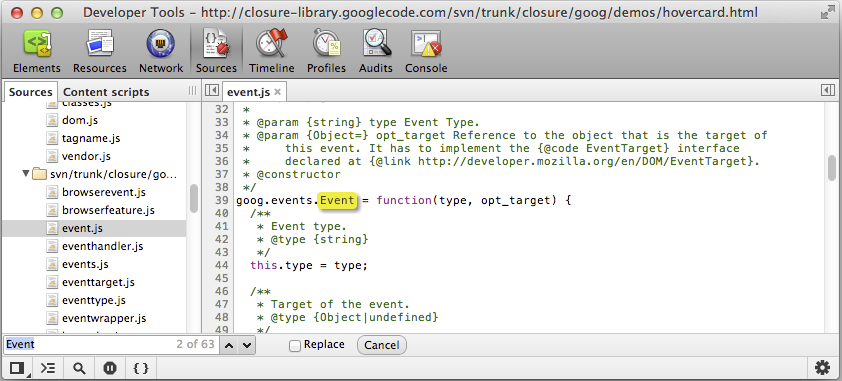 Developer Tools - http://closure-library.googlecode.com/svn/trunk/closure/goog/demos/hovercard.html
Elements Resources Network Sources Timeline Profiles Audits Console
Sources Content scripts
event.js ×
classes.js
dom.js
tagname.js
vendor.js
svn/trunk/closure/goo...
browserevent.js
browserfeature.js
event.js
eventhandler.js
events.js
eventtarget.js
eventtype.js
eventwrapper.js
32 *
33 * @param {string} type Event Type.
34 * @param {Object=} opt_target Reference to the object that is the target of
35 *     this event. It has to implement the {@code EventTarget} interface
36 *     declared at {@link http://developer.mozilla.org/en/DOM/EventTarget}.
37 * @constructor
38 */
39 goog.events.Event = function(type, opt_target) {
40   /**
41    * Event type.
42    * @type {string}
43    */
44   this.type = type;
45
46   /**
47    * Target of the event.
48    * @type {Object|undefined}
49    */
Event 2 of 63 Replace Cancel
{ }